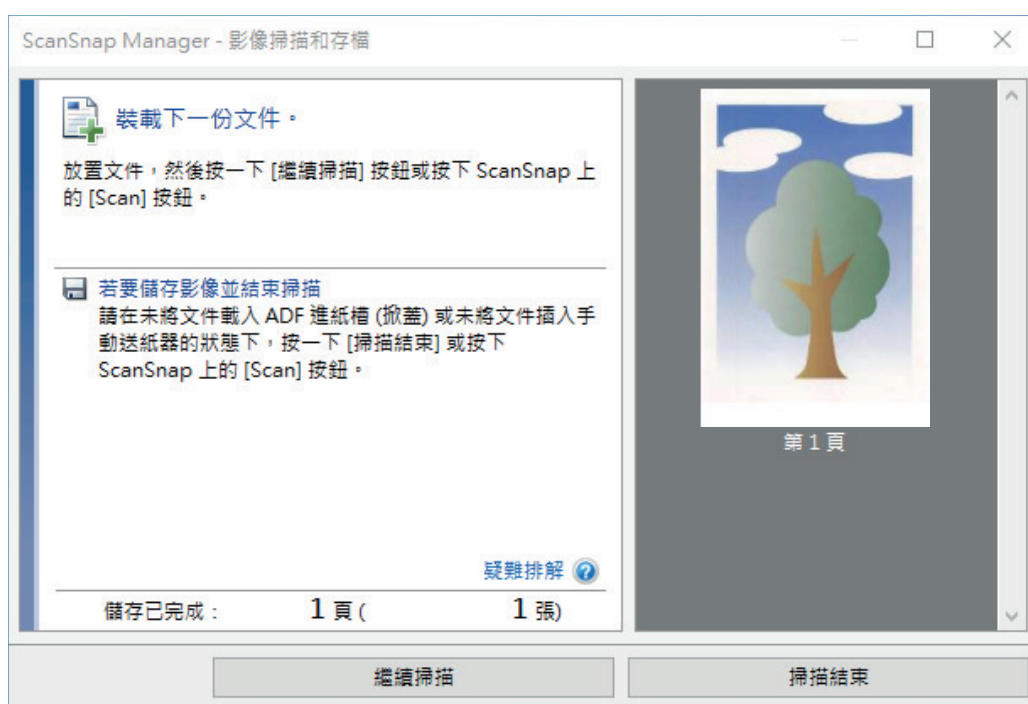 ScanSnap Manager - 影像掃描和存檔
裝載下一份文件。
放置文件，然後按一下 [繼續掃描] 按鈕或按下 ScanSnap 上
的 [Scan] 按鈕。
若要儲存影像並結束掃描
請在未將文件載入 ADF 進紙槽 (掀蓋) 或未將文件插入手
動送紙器的狀態下，按一下 [掃描結束] 或按下
ScanSnap 上的 [Scan] 按鈕。
疑難排解
儲存已完成： 1 頁 ( 1 張)
第 1 頁
繼續掃描
掃描結束